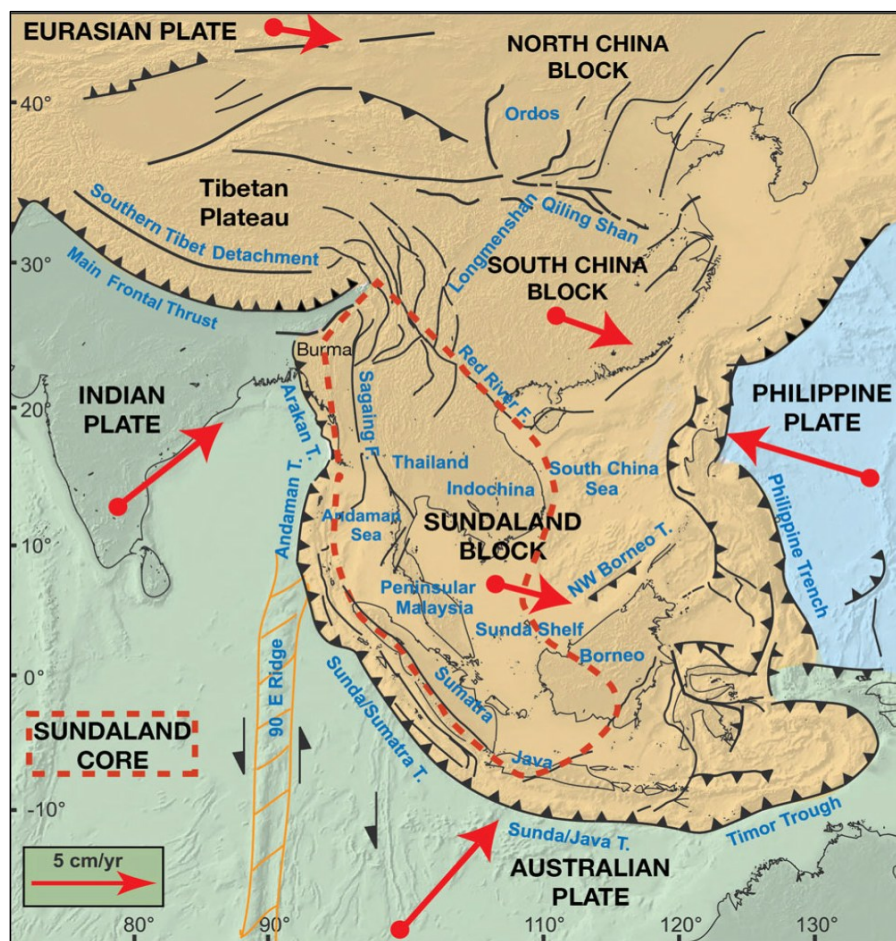 EURASIAN PLATE
NORTH CHINA
BLOCK
40°
Ordos
Tibetan
Plateau
Southern Tibet Detachment
Longmenshan
Qiling Shan
30°
Main Frontal Thrust
SOUTH CHINA
BLOCK
Burma
Red River F.
INDIAN
PLATE
PHILIPPINE
PLATE
20°
Arakan T.
Sagaing F.
Thailand
South China
Sea
Indochina
Andaman T.
Andaman
Sea
SUNDALAND
BLOCK
Philippine Trench
10°
NW Borneo T.
Peninsular
Malaysia
Sunda Shelf
0°
90 E Ridge
Borneo
Sunda/Sumatra T.
Sumatra
SUNDALAND
CORE
Java
-10°
Sunda/Java T.
Timor Trough
5 cm/yr
AUSTRALIAN
PLATE
80°
90°
110°
120°
130°